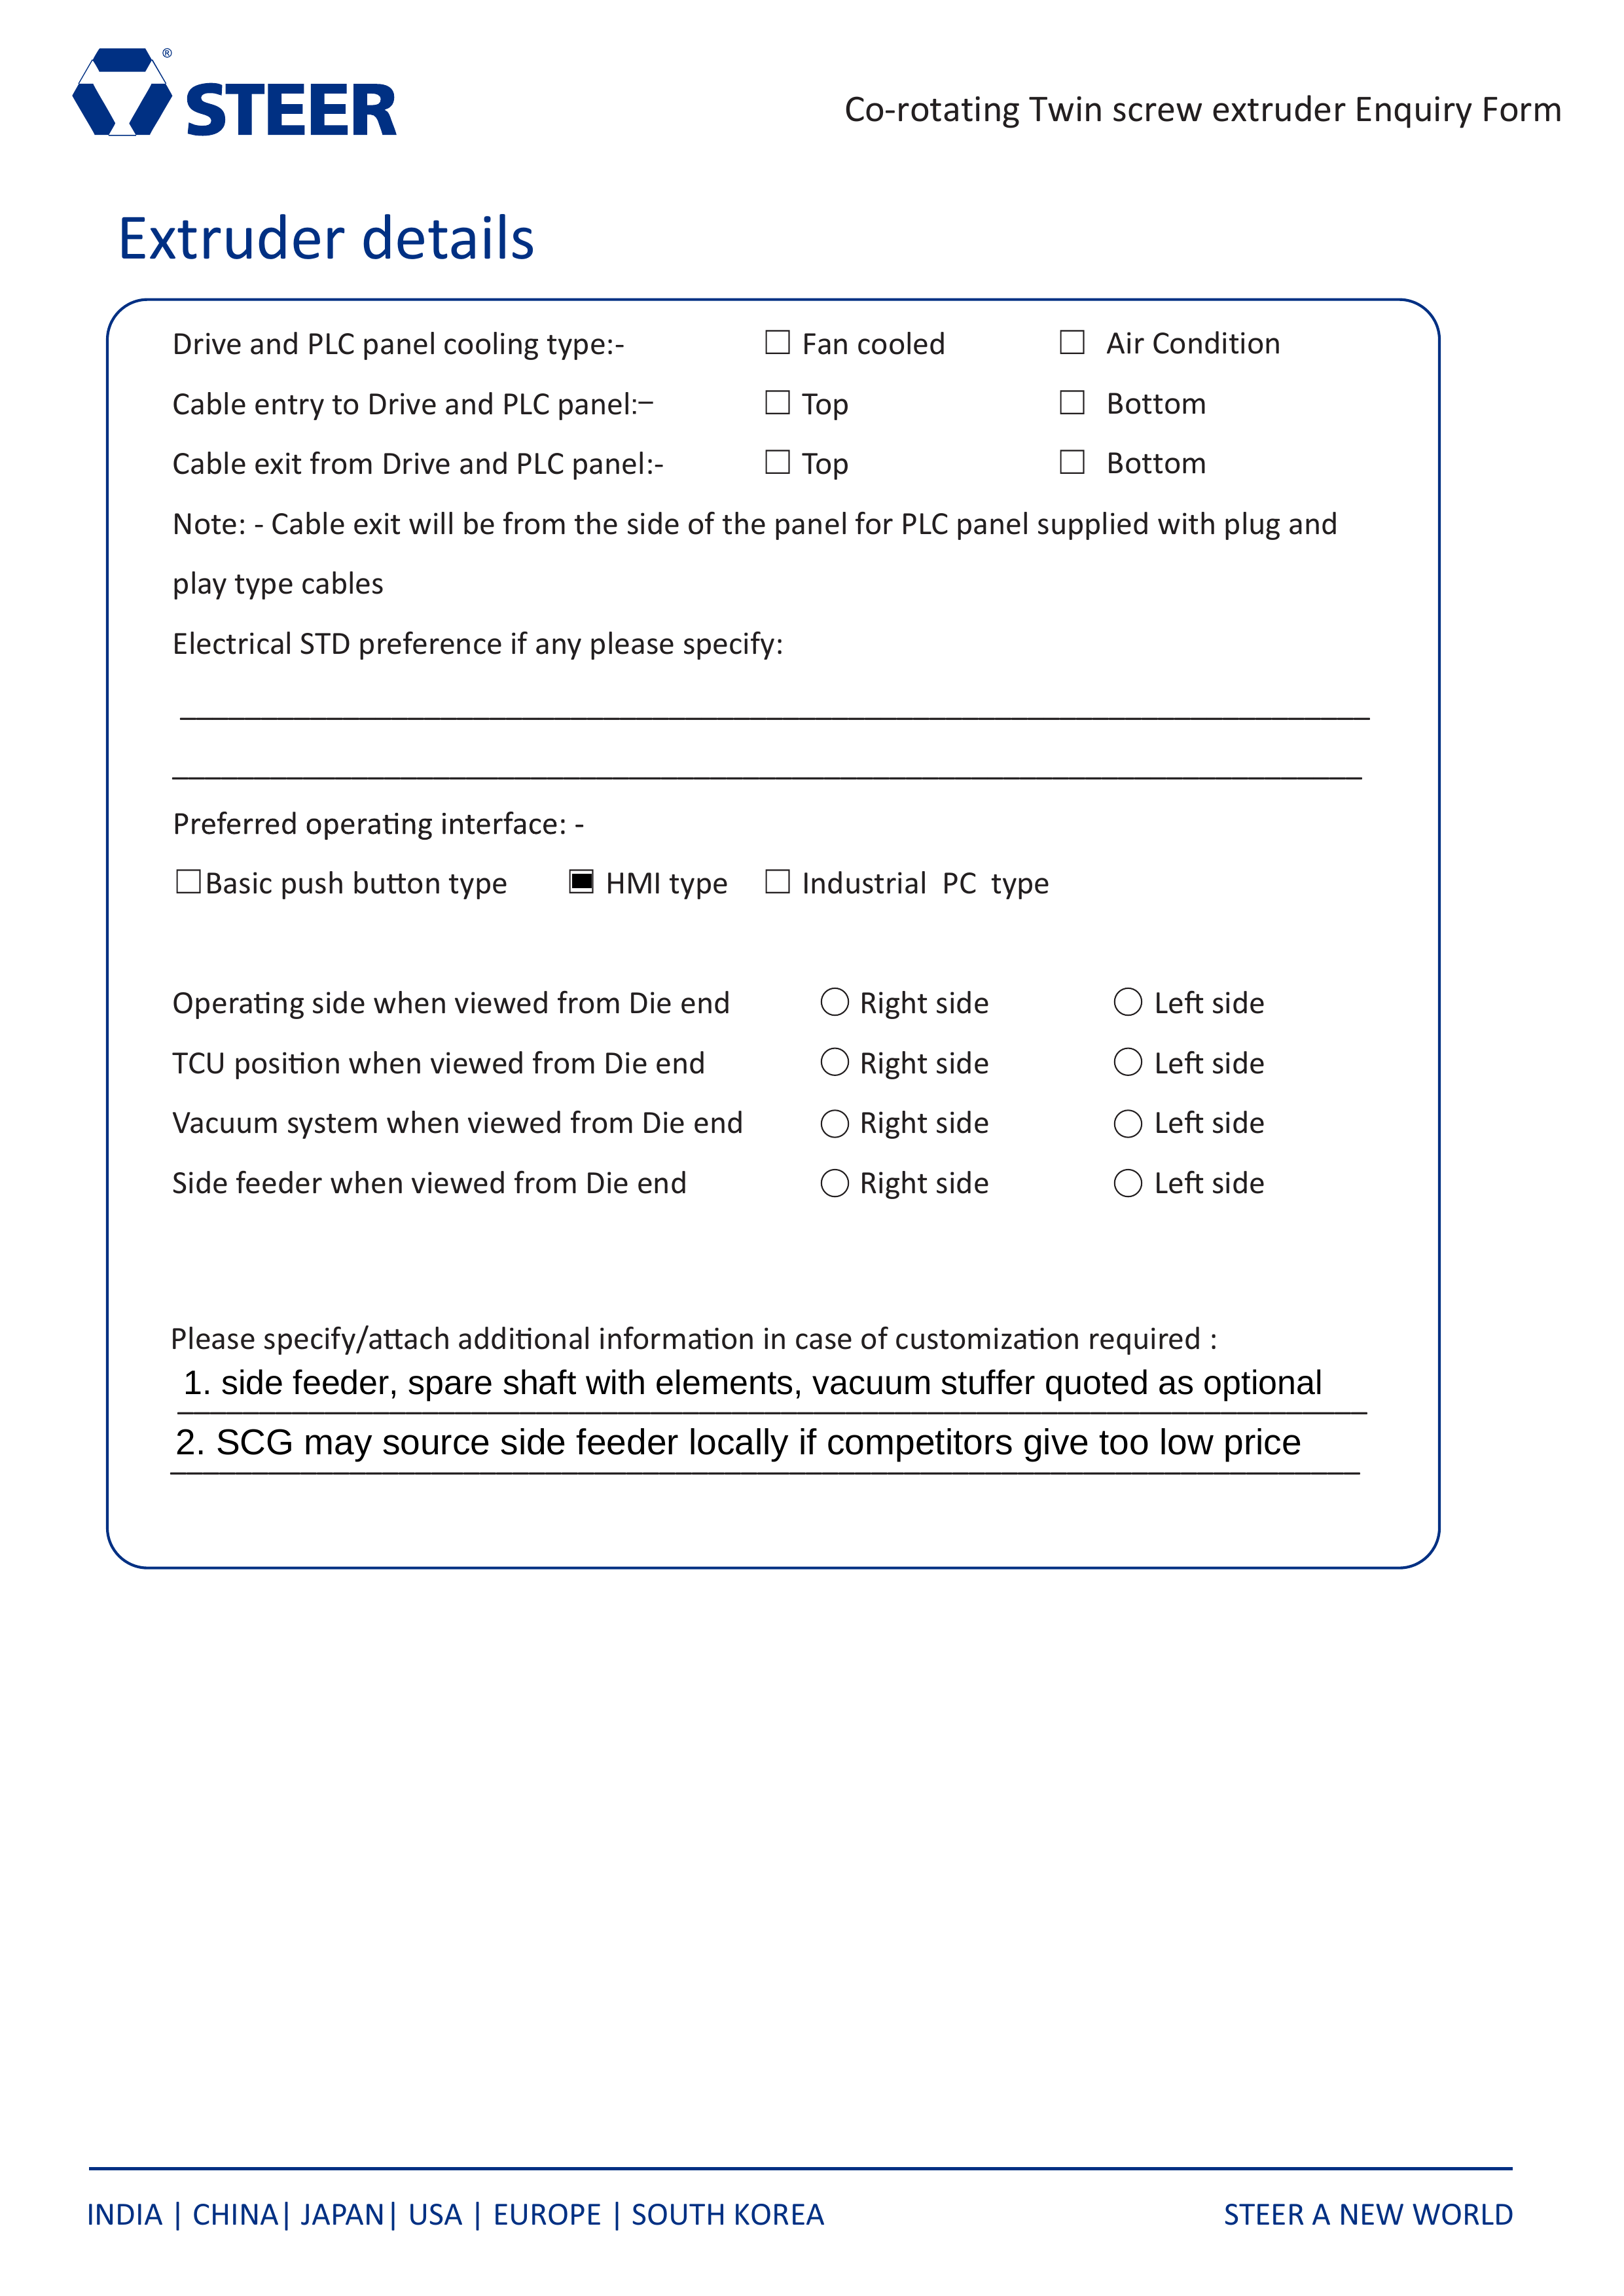 ® STEER
Co-rotating Twin screw extruder Enquiry Form
Extruder details
Drive and PLC panel cooling type:- ☐ Fan cooled ☐ Air Condition
Cable entry to Drive and PLC panel:– ☐ Top ☐ Bottom
Cable exit from Drive and PLC panel:- ☐ Top ☐ Bottom
Note: - Cable exit will be from the side of the panel for PLC panel supplied with plug and
play type cables
Electrical STD preference if any please specify:
Preferred operating interface: -
☐ Basic push button type ☒ HMI type ☐ Industrial PC type
Operating side when viewed from Die end ○ Right side ○ Left side
TCU position when viewed from Die end ○ Right side ○ Left side
Vacuum system when viewed from Die end ○ Right side ○ Left side
Side feeder when viewed from Die end ○ Right side ○ Left side
Please specify/attach additional information in case of customization required :
1. side feeder, spare shaft with elements, vacuum stuffer quoted as optional
2. SCG may source side feeder locally if competitors give too low price
INDIA | CHINA| JAPAN| USA | EUROPE | SOUTH KOREA STEER A NEW WORLD